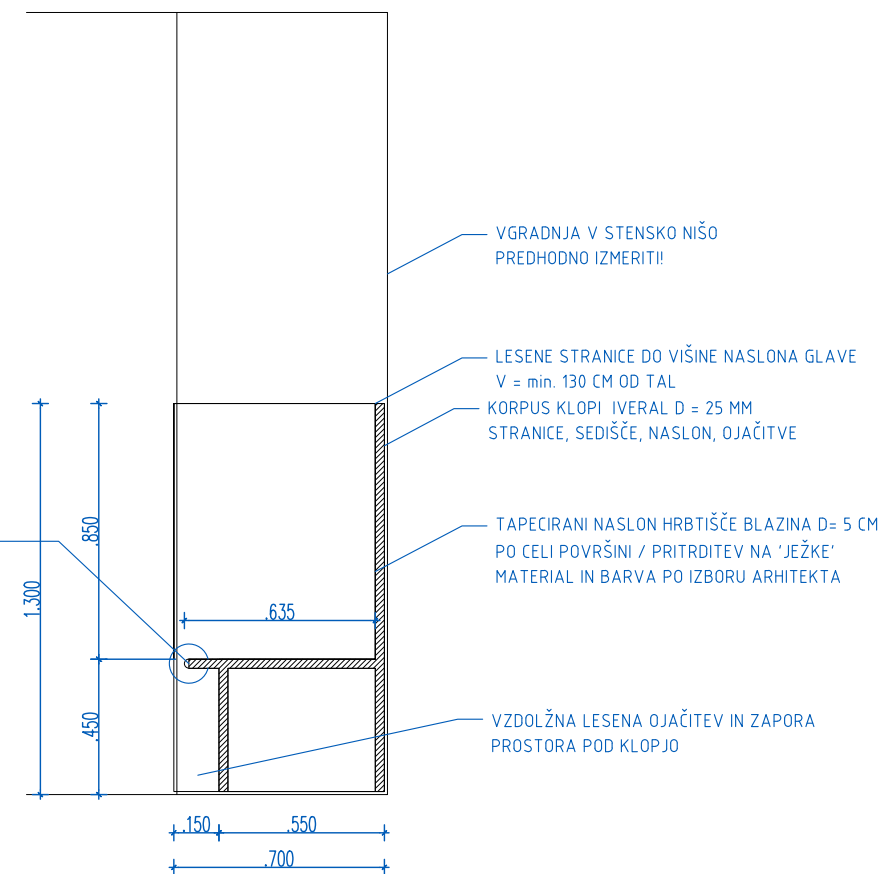 VGRADNJA V STENSKO NIŠO
PREDHODNO IZMERITI!
LESENE STRANICE DO VIŠINE NASLONA GLAVE
V = min. 130 CM OD TAL
KORPUS KLOPI IVERAL D = 25 MM
STRANICE, SEDIŠČE, NASLON, OJAČITVE
TAPECIRANI NASLON HRBTIŠČE BLAZINA D= 5 CM
PO CELI POVRŠINI / PRITRDITEV NA 'JEŽKE'
MATERIAL IN BARVA PO IZBORU ARHITEKTA
.850
1.300
.635
.450
VZDOLŽNA LESENA OJAČITEV IN ZAPORA
PROSTORA POD KLOPJO
.150
.550
.700